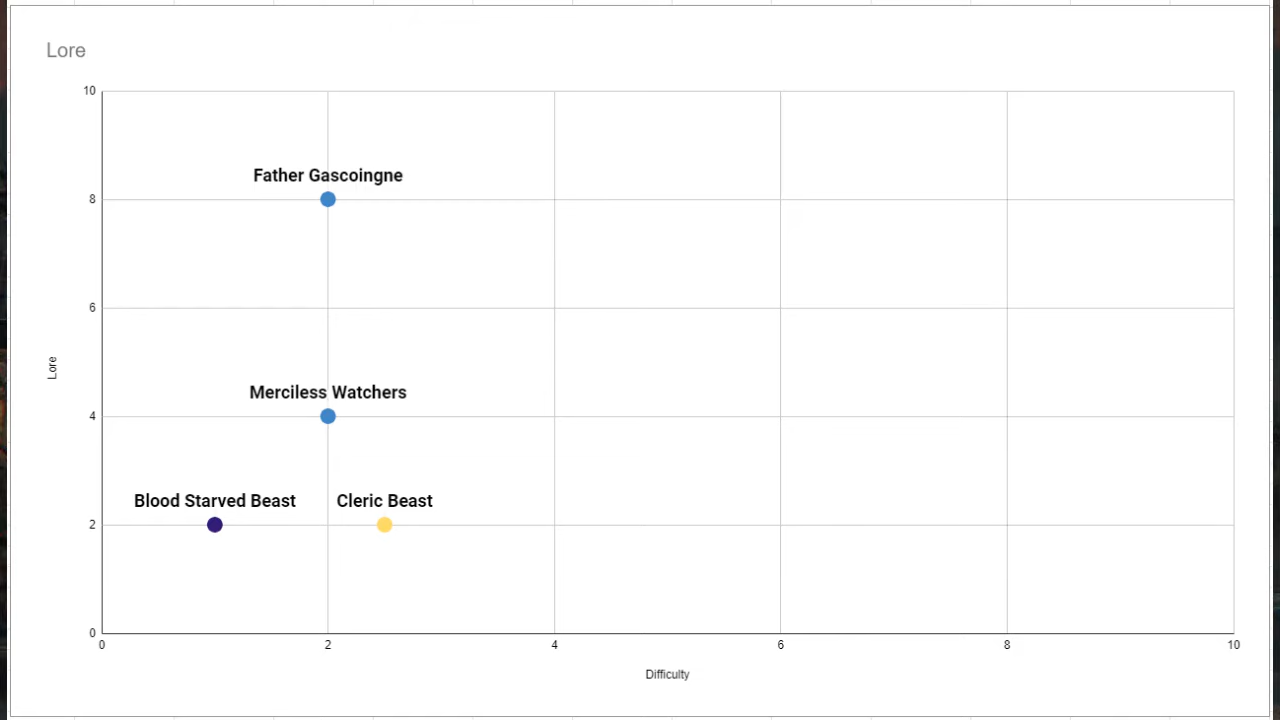 Lore
10
Father Gascoingne
8
6
Lore
Merciless Watchers
4
Blood Starved Beast Cleric Beast
2
0
0 2 4 6 8 10
Difficulty